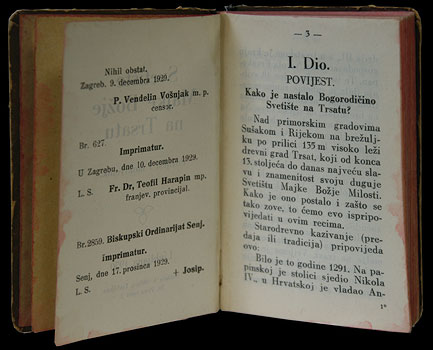 Nihil obstat.
Zagreb. 9. decembra 1929.
P. Vendelin Vošnjak m. p.
censor.
Br. 627.
Imprimatur.
U Zagrebu, dne 10. decembra 1929.
L. S. Fr. Dr, Teofil Harapin mp.
franjev. provincijal.
Br.2859. Biskupski Ordinarijat Senj.
imprimatur.
Senj, dne 17. prosinca 1929.
L. S. + Josip.
— 3 —
I. Dio.
POVIJEST.
Kako je nastalo Bogorodičino
Svetište na Trsatu?
Nad primorskim gradovima
Sušakom i Rijekom na brežulj-
ku po prilici 135 m visoko leži
drevni grad Trsat, koji od konca
13. stoljeća do danas najveću sla-
vu i znamenitost svoju duguje
Svetištu Majke Božje Milosti.
Kako je ono postalo i zašto se
tako zove, to ćemo evo ispripo-
vijedati u ovim recima.
Starodrevno kazivanje (pre-
daja ili tradicija) pripovijeda
ovo:
Bilo je to godine 1291. Na pa-
pinskoj je stolici sjedio Nikola
IV., u Hrvatskoj je vladao An-
1*